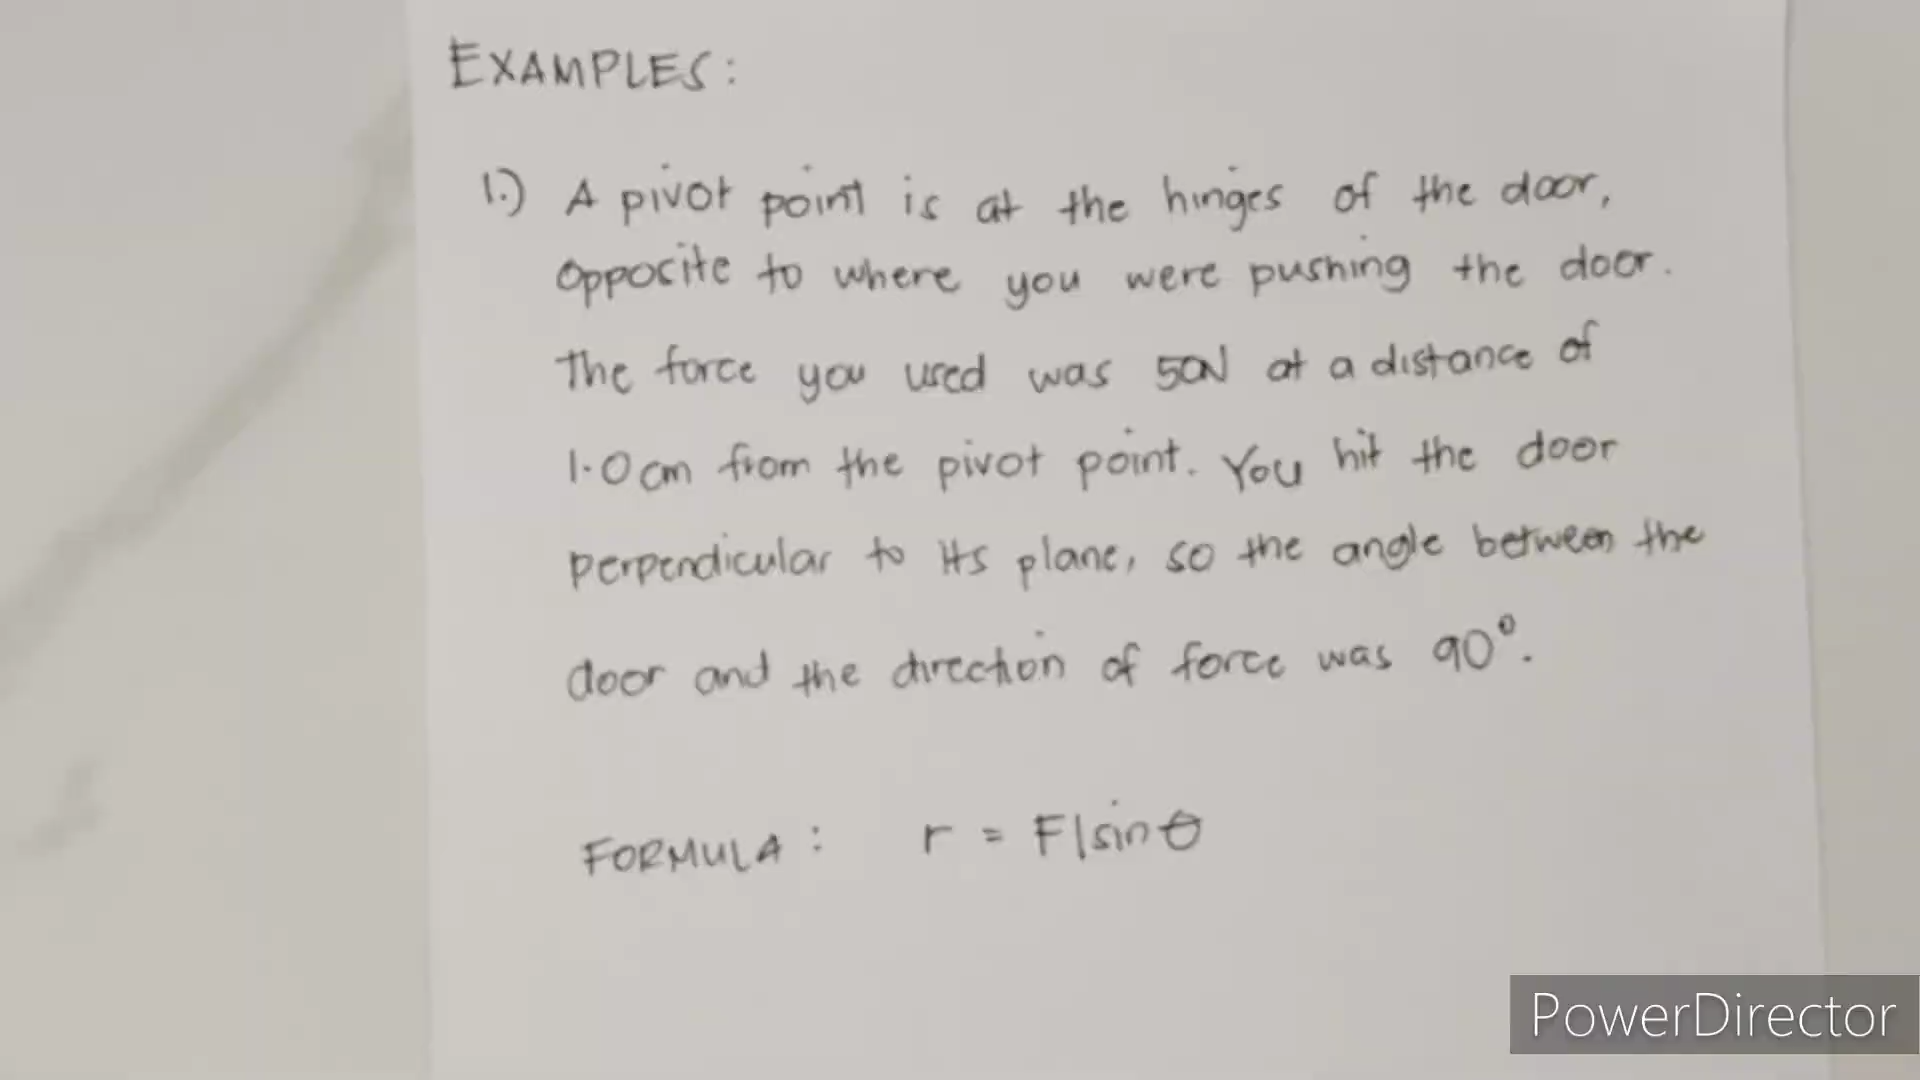 EXAMPLES:
1.) A pivot point is at the hinges of the door,
opposite to where you were pushing the door.
The force you used was 50N at a distance of
1.0cm from the pivot point. You hit the door
perpendicular to its plane, so the angle between the
door and the direction of force was 90°.
FORMULA: r = Flsinθ
PowerDirector